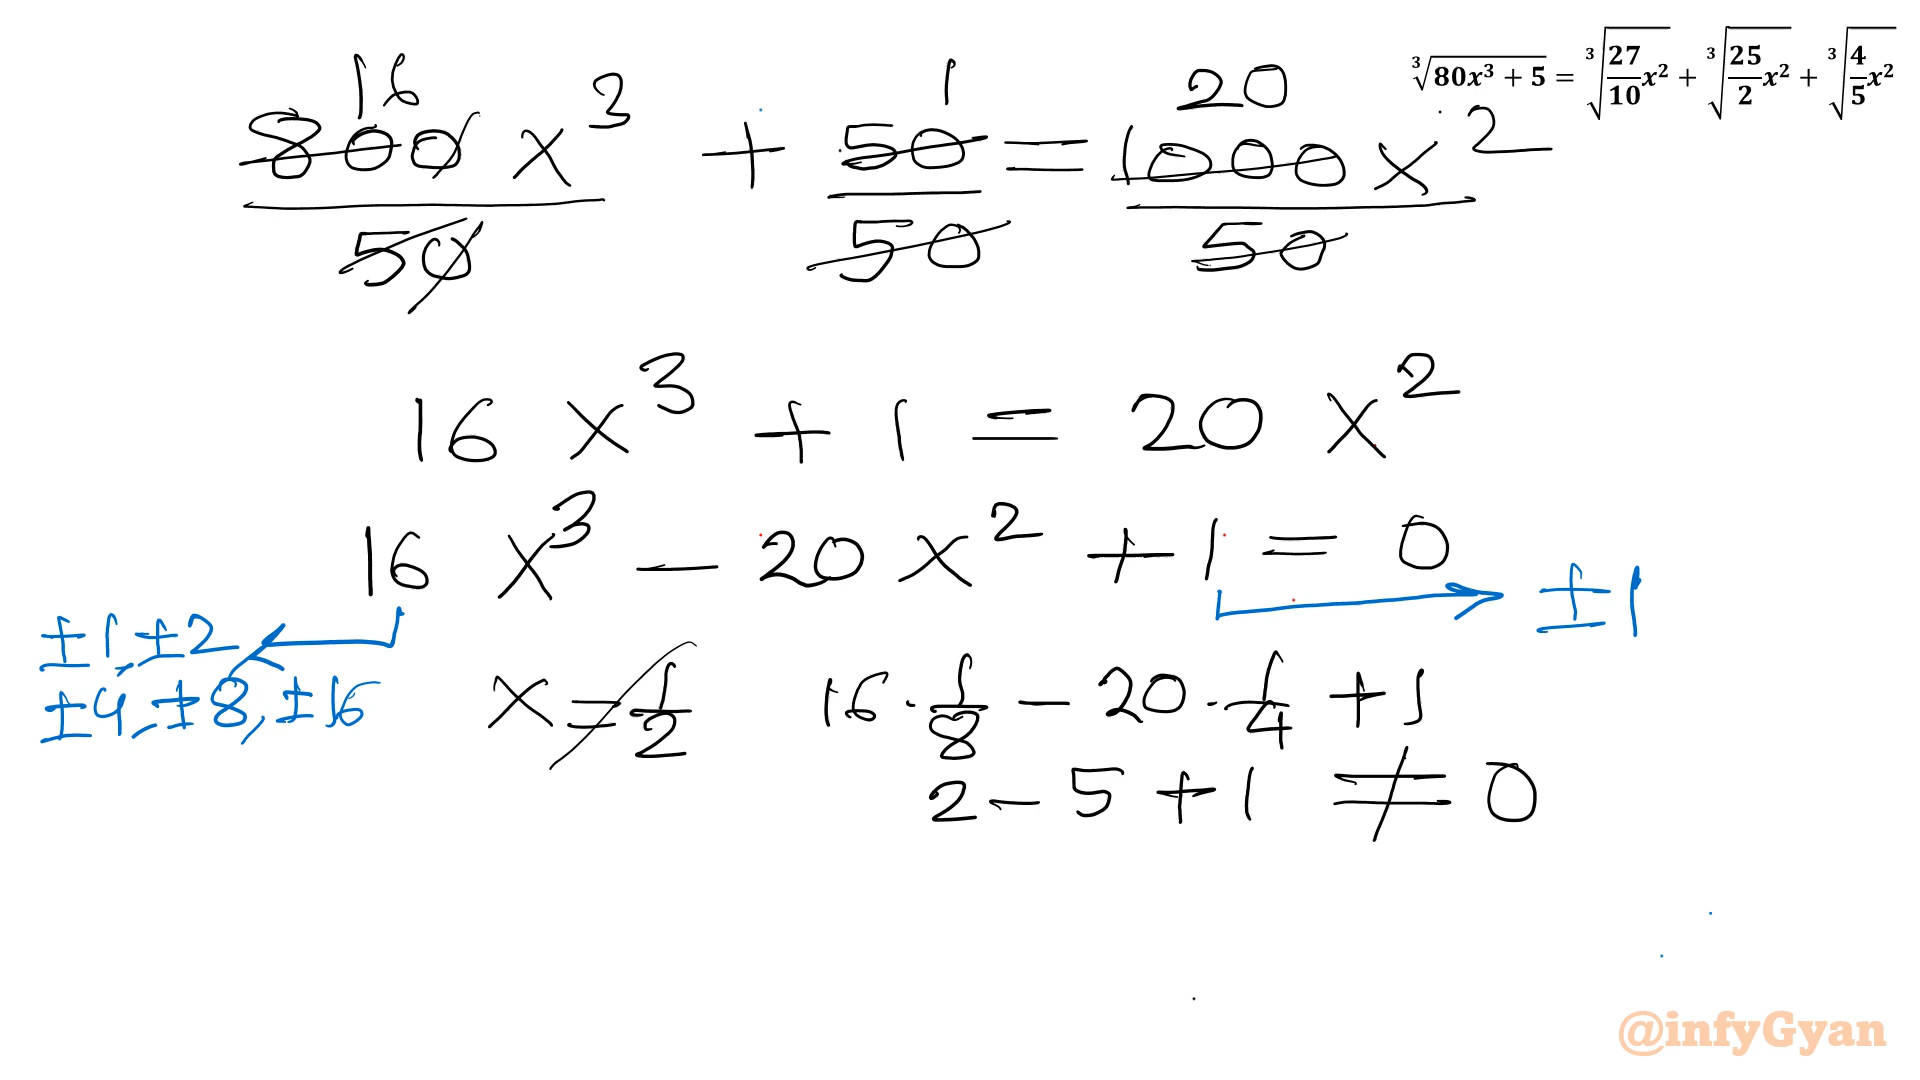 ∛(80x³ + 5) = ∛(27/10 x²) + ∛(25/2 x²) + ∛(4/5 x²)
16 1 20
800 x³ + 50 = 1000 x²
50 50 50
16 x³ + 1 = 20 x²
16 x³ − 20 x² + 1 = 0
±1, ±2
±1
±4, ±8, ±16
x = 1/2 16 · 1/8 − 20 · 1/4 + 1
2 − 5 + 1 ≠ 0
@infyGyan